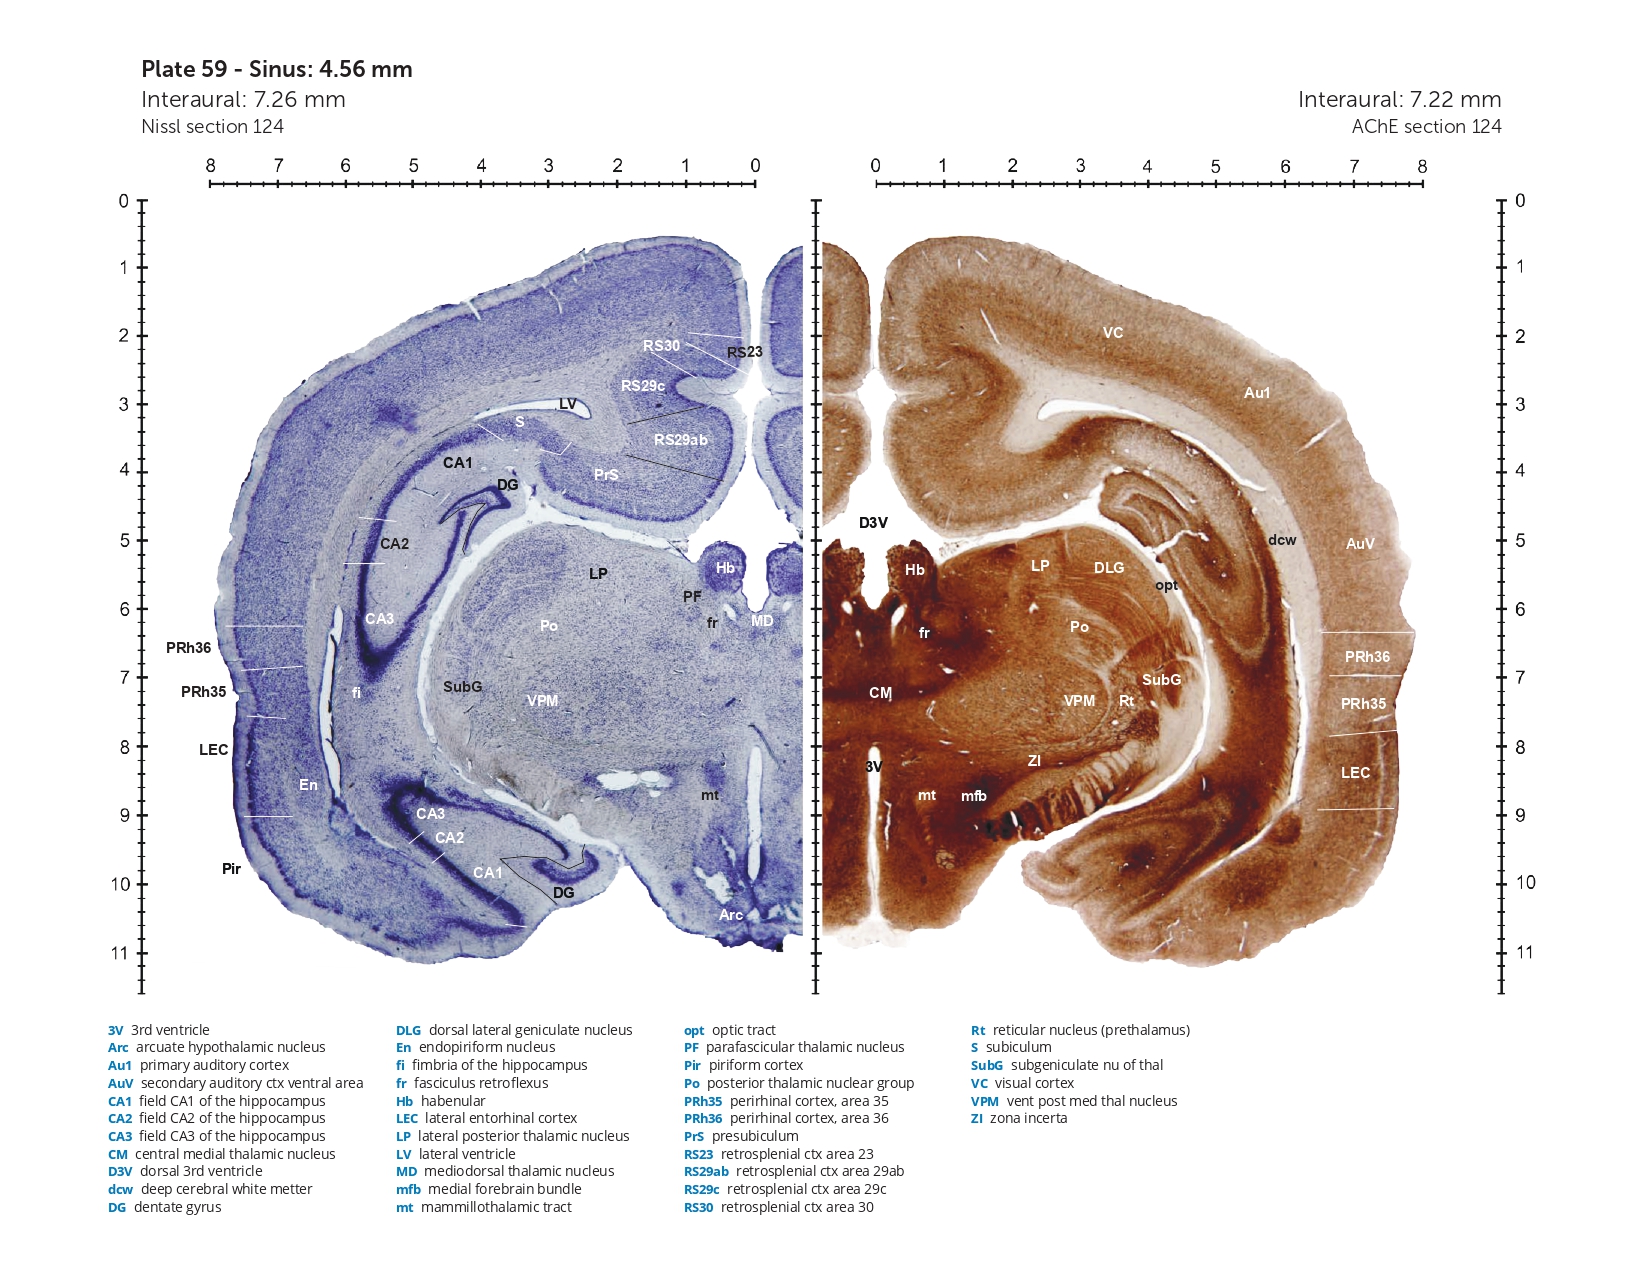 Plate 59 - Sinus: 4.56 mm
Interaural: 7.26 mm
Interaural: 7.22 mm
Nissl section 124
AChE section 124
8 7 6 5 4 3 2 1 0
0 1 2 3 4 5 6 7 8
0 0
1 1
2 2
3 3
4 4
5 5
6 6
7 7
8 8
9 9
10 10
11 11
RS30
RS23
RS29c
LV
S
RS29ab
CA1
PrS
DG
CA2
LP
Hb
PF
CA3
Po
fr
MD
PRh36
SubG
PRh35
fi
VPM
LEC
En
mt
CA3
CA2
Pir
CA1
DG
Arc
VC
Au1
D3V
dcw
AuV
Hb
LP
DLG
opt
fr
Po
PRh36
SubG
CM
VPM
Rt
PRh35
3V
ZI
LEC
mt
mfb
3V 3rd ventricle
Arc arcuate hypothalamic nucleus
Au1 primary auditory cortex
AuV secondary auditory ctx ventral area
CA1 field CA1 of the hippocampus
CA2 field CA2 of the hippocampus
CA3 field CA3 of the hippocampus
CM central medial thalamic nucleus
D3V dorsal 3rd ventricle
dcw deep cerebral white metter
DG dentate gyrus
DLG dorsal lateral geniculate nucleus
En endopiriform nucleus
fi fimbria of the hippocampus
fr fasciculus retroflexus
Hb habenular
LEC lateral entorhinal cortex
LP lateral posterior thalamic nucleus
LV lateral ventricle
MD mediodorsal thalamic nucleus
mfb medial forebrain bundle
mt mammillothalamic tract
opt optic tract
PF parafascicular thalamic nucleus
Pir piriform cortex
Po posterior thalamic nuclear group
PRh35 perirhinal cortex, area 35
PRh36 perirhinal cortex, area 36
PrS presubiculum
RS23 retrosplenial ctx area 23
RS29ab retrosplenial ctx area 29ab
RS29c retrosplenial ctx area 29c
RS30 retrosplenial ctx area 30
Rt reticular nucleus (prethalamus)
S subiculum
SubG subgeniculate nu of thal
VC visual cortex
VPM vent post med thal nucleus
ZI zona incerta